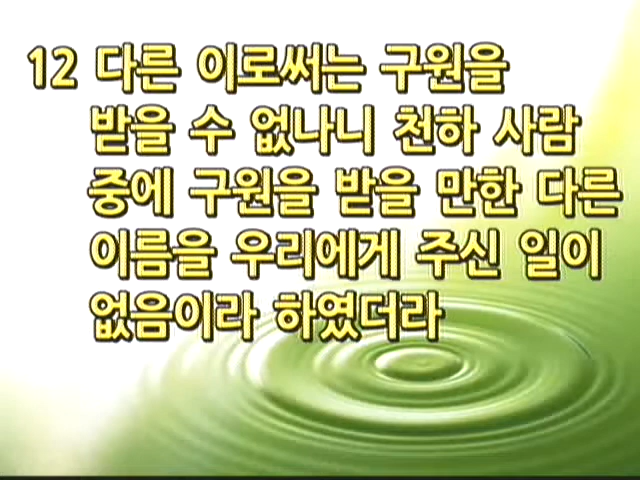 12 다른 이로써는 구원을
받을 수 없나니 천하 사람
중에 구원을 받을 만한 다른
이름을 우리에게 주신 일이
없음이라 하였더라